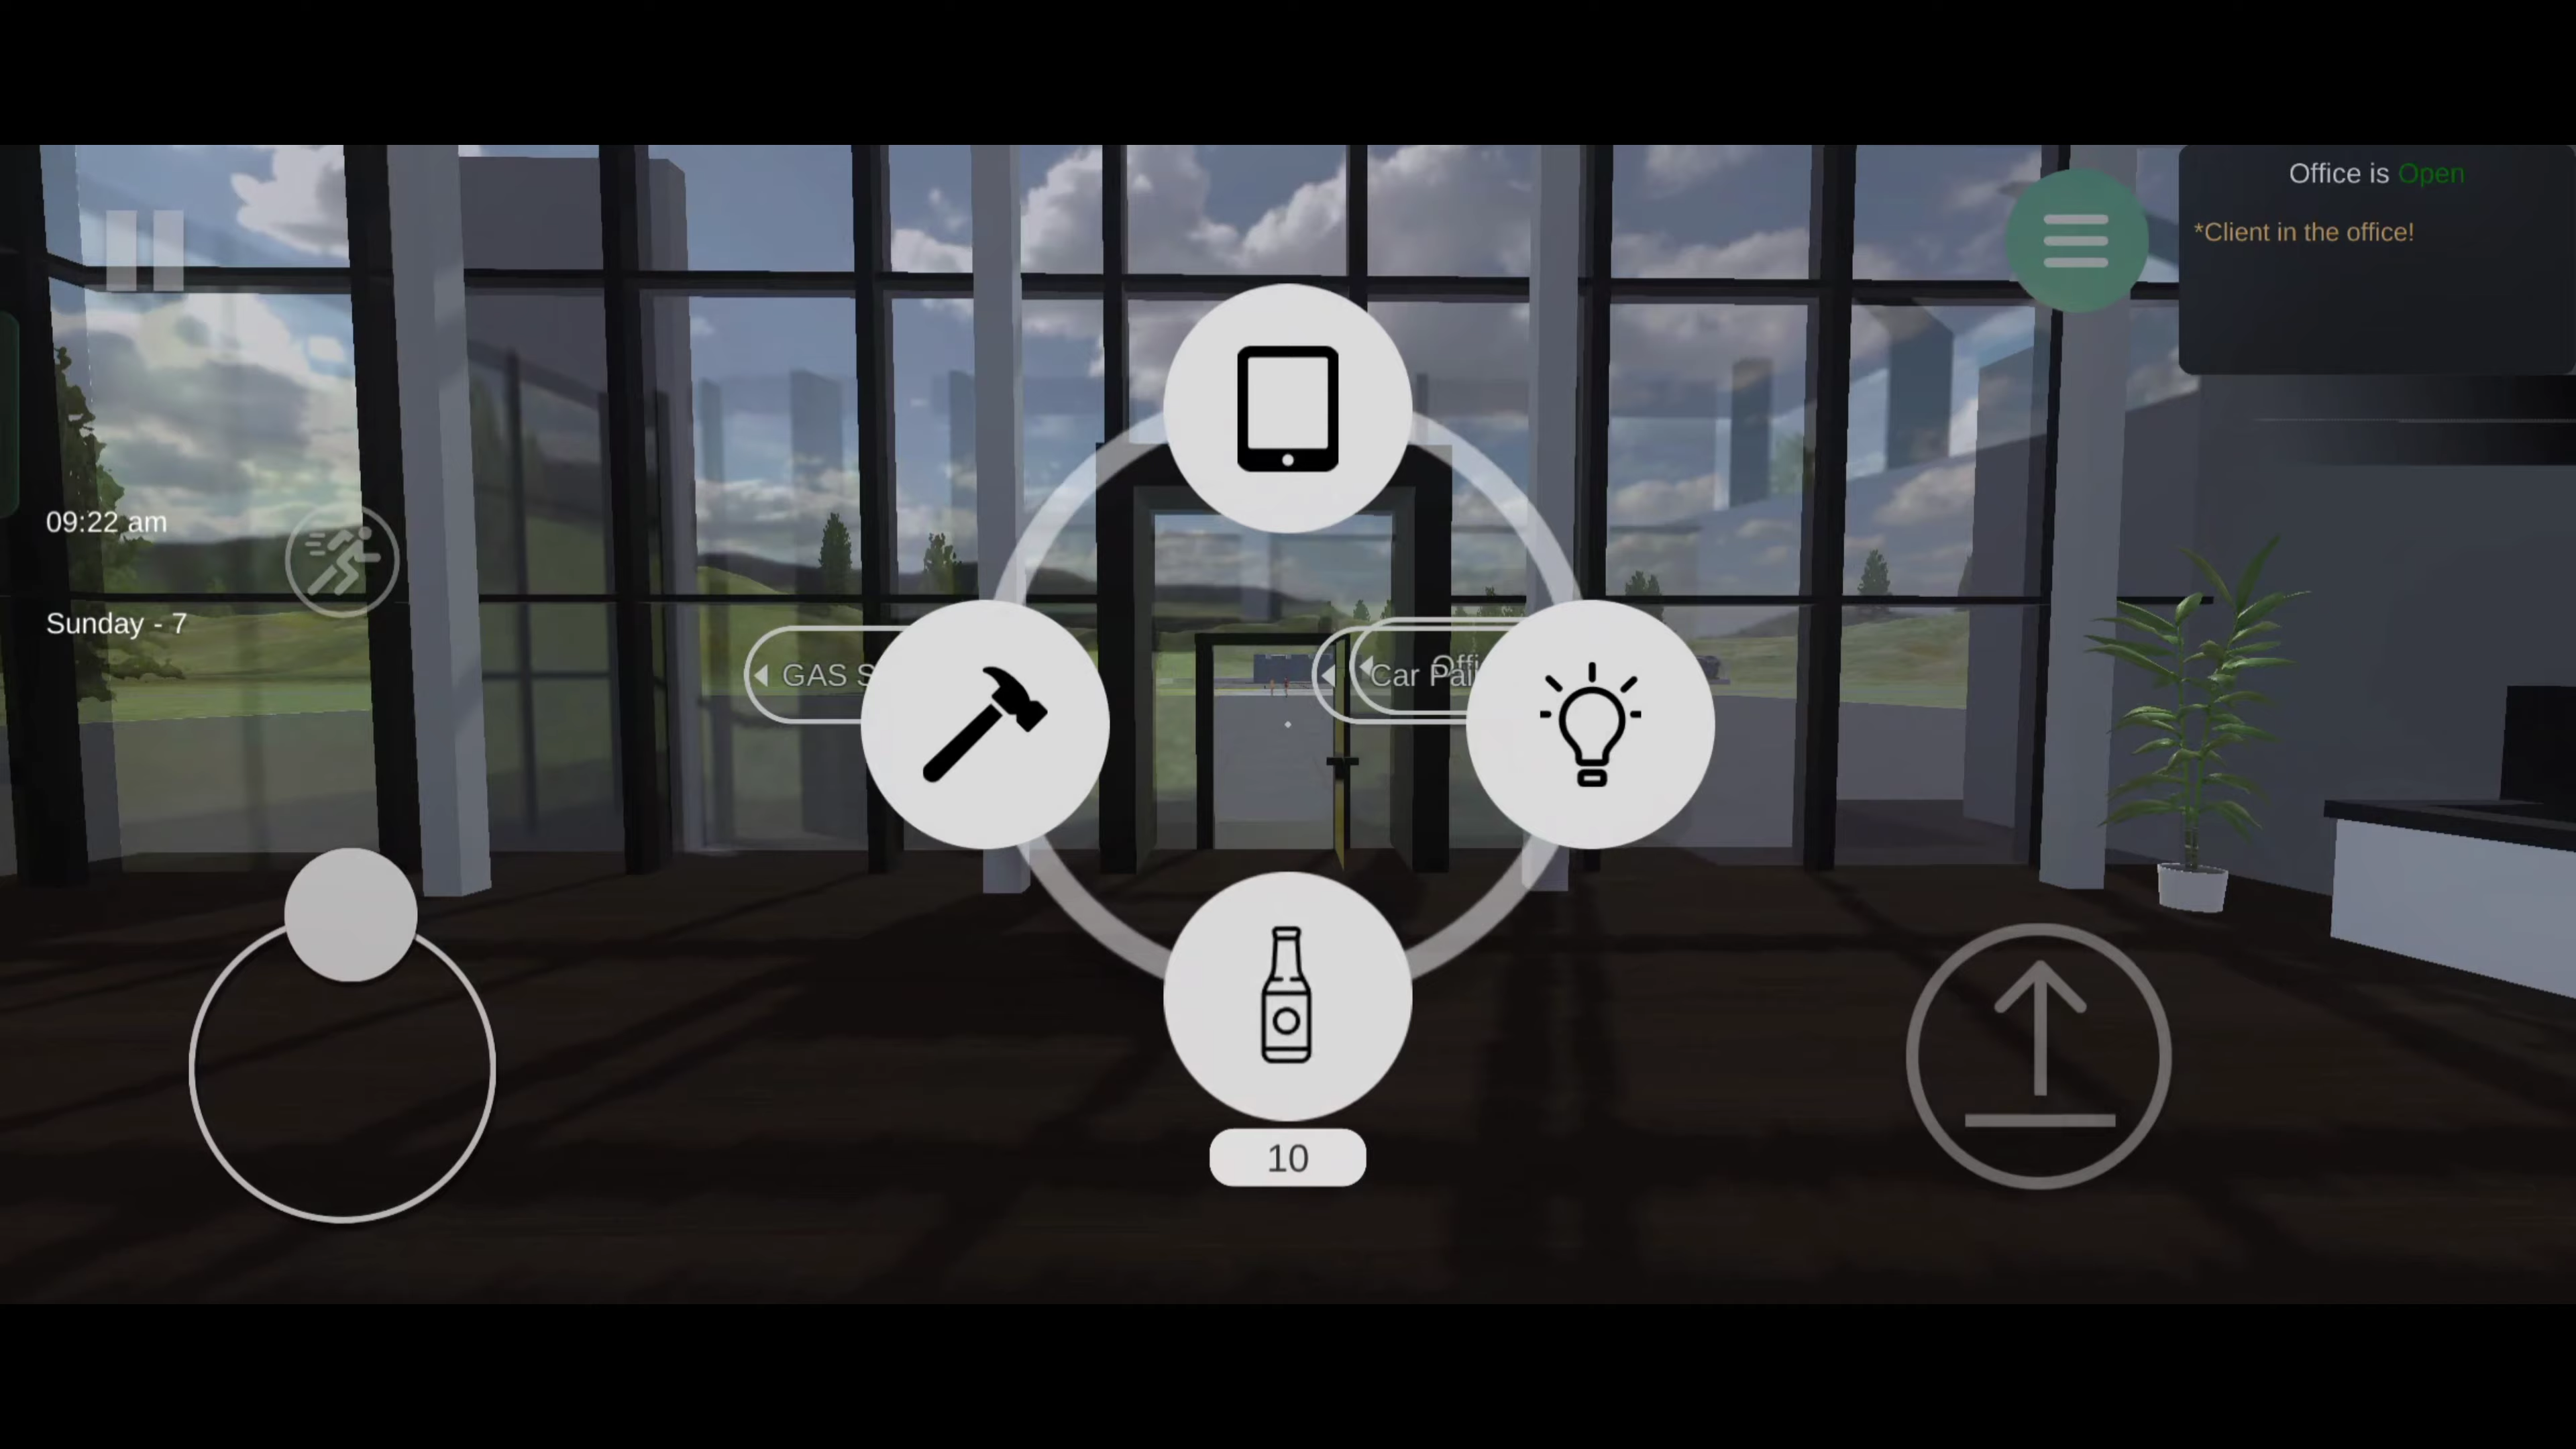 Office is Open
*Client in the office!
09:22 am
Sunday - 7
GAS
Car
10